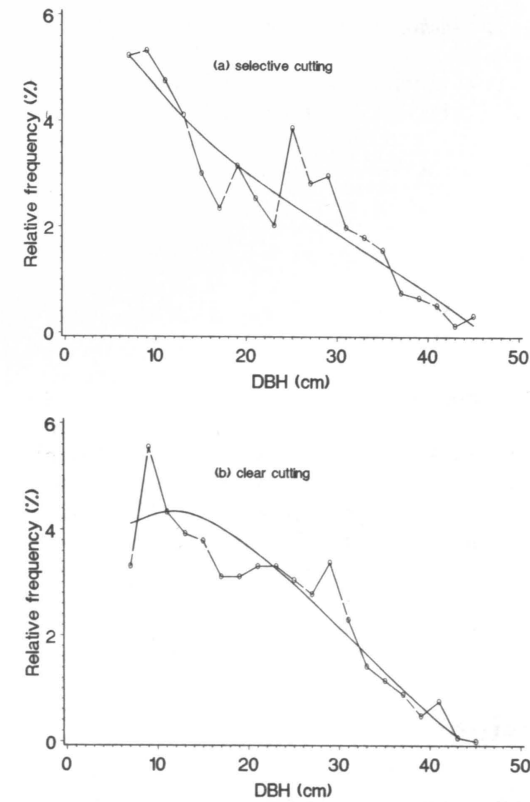 6
(a) selective cutting
4
2
0
Relative frequency (%)
0 10 20 30 40 50
DBH (cm)
6
(b) clear cutting
4
2
0
Relative frequency (%)
0 10 20 30 40 50
DBH (cm)